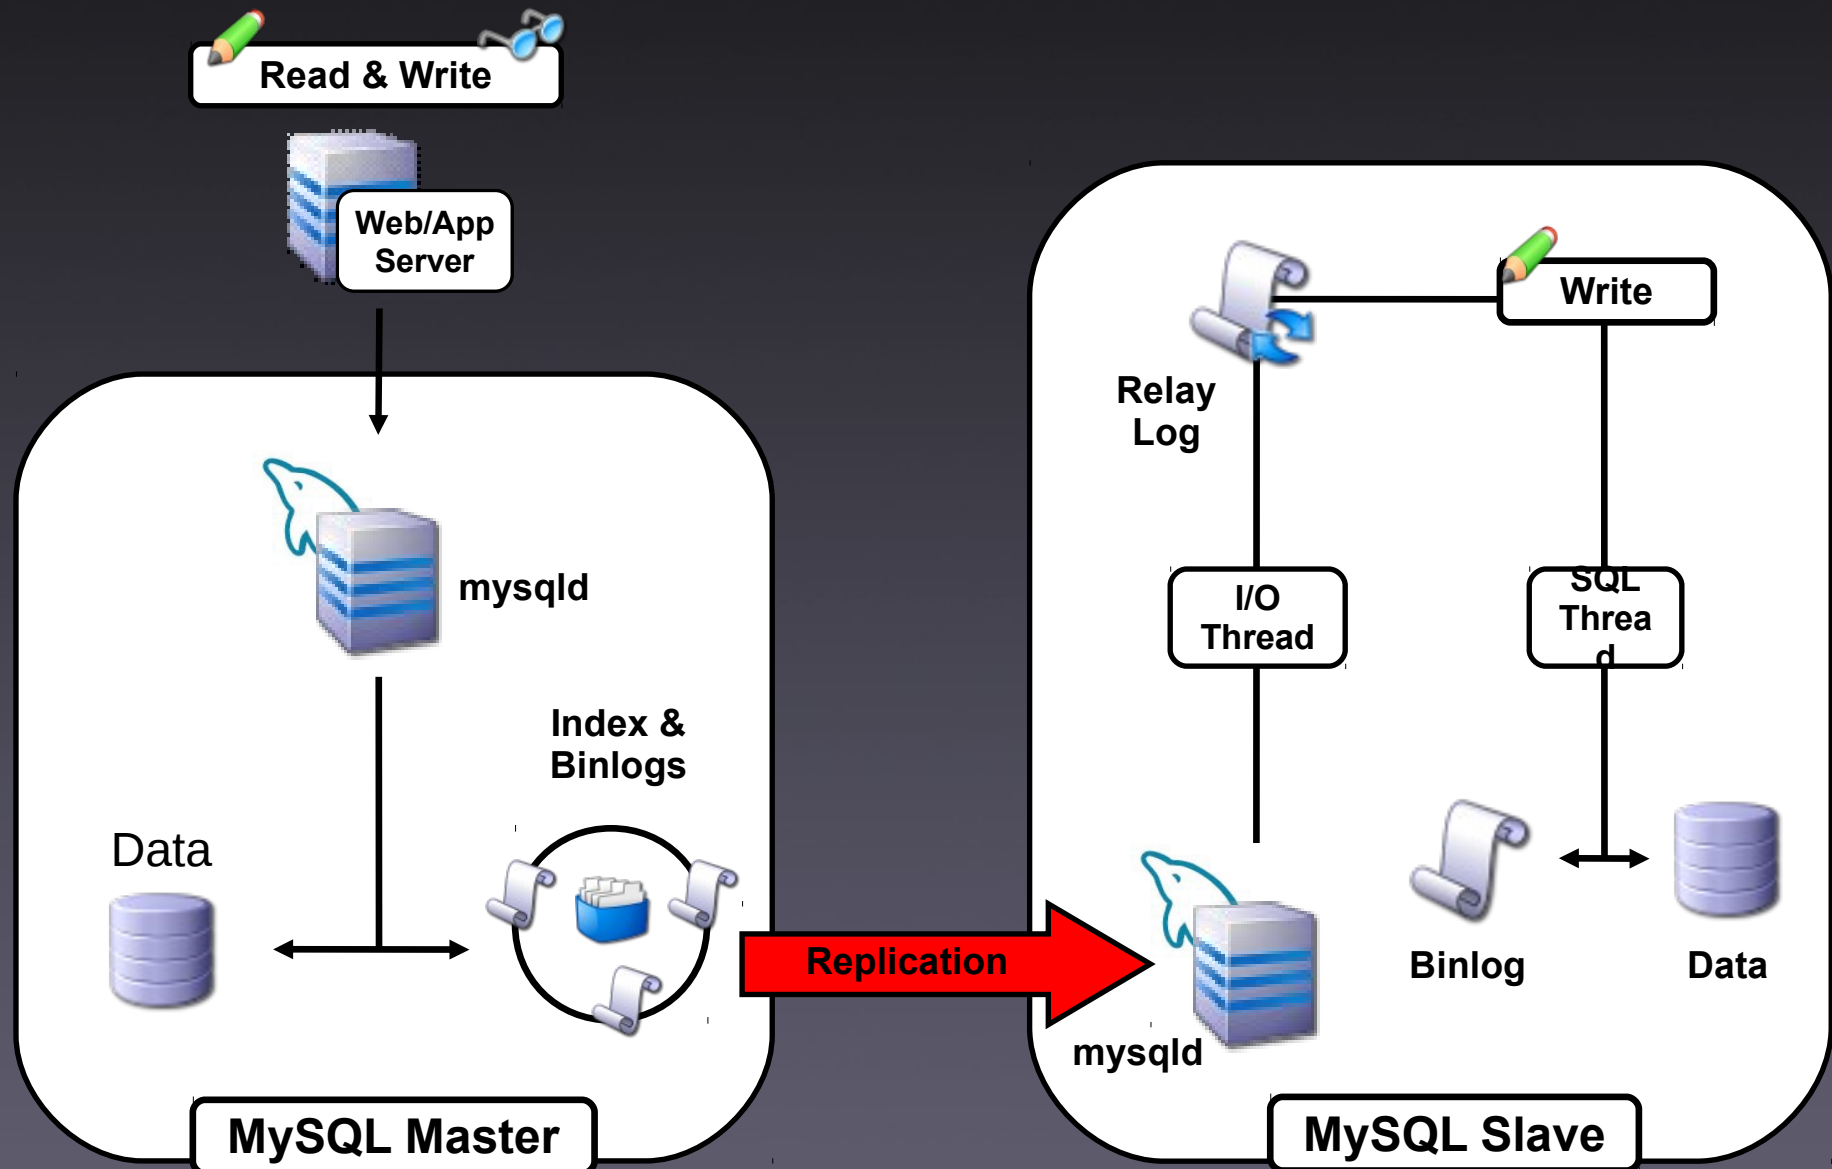 Read & Write
Web/App
Server
mysqld
Index &
Binlogs
Data
MySQL Master
Replication
Relay
Log
Write
I/O
Thread
SQL
Threa
d
Binlog
Data
mysqld
MySQL Slave